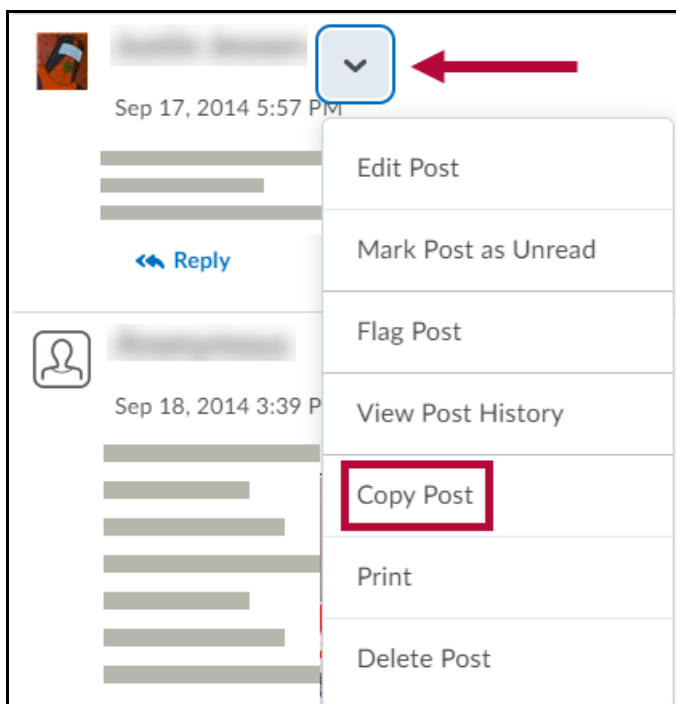 Sep 17, 2014 5:57 PM
Edit Post
Mark Post as Unread
Reply
Flag Post
Sep 18, 2014 3:39 P
View Post History
Copy Post
Print
Delete Post